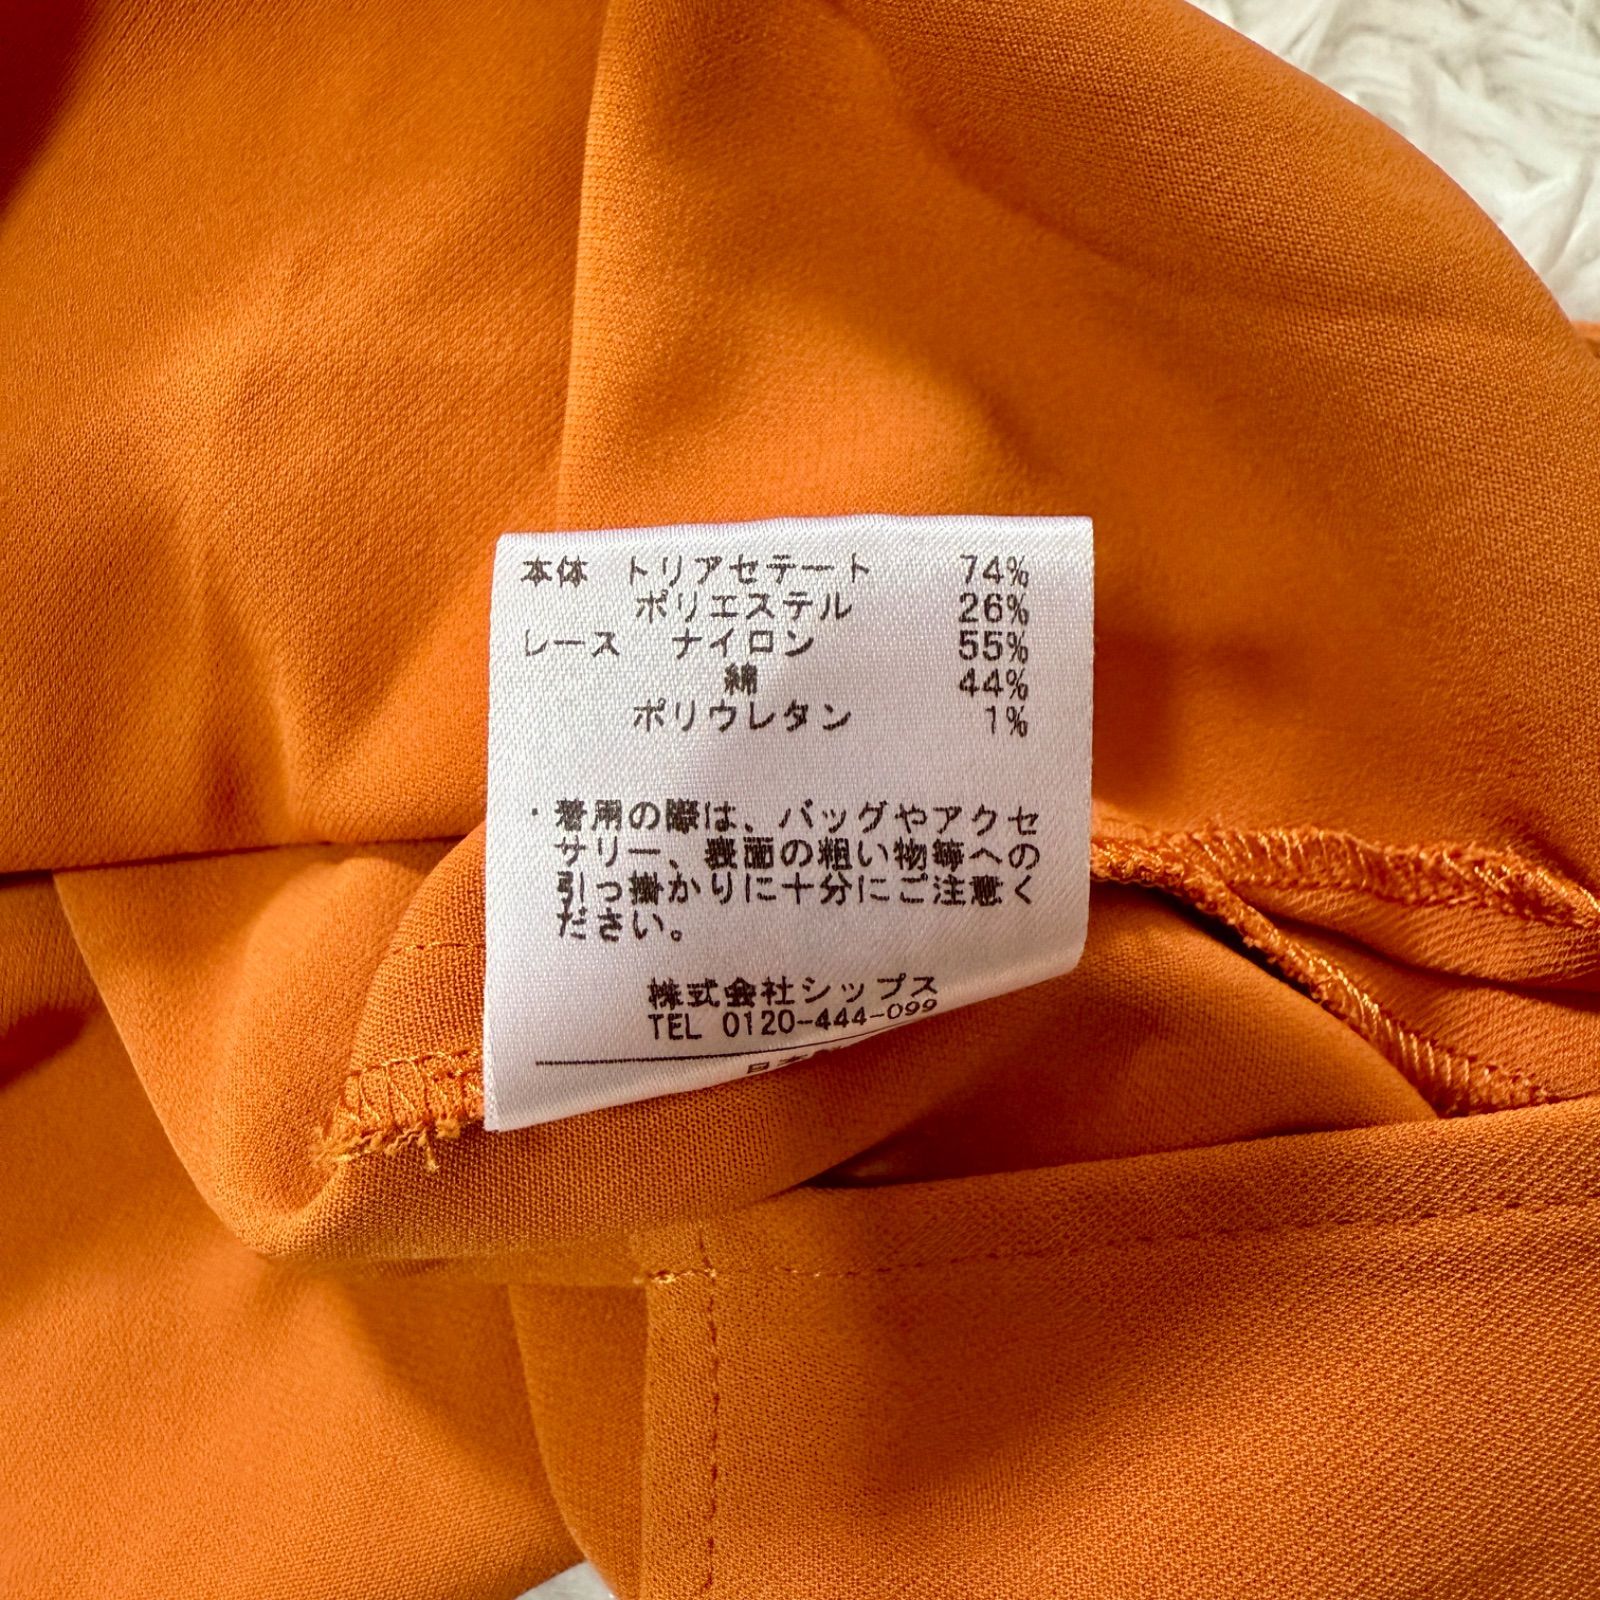 本体 トリアセテート 74%
ポリエステル 26%
レース ナイロン 55%
綿 44%
ポリウレタン 1%
・着用の際は、バッグやアクセ
サリー、表面の粗い物等への
引っ掛かりに十分にご注意く
ださい。
株式会社シップス
TEL 0120-444-099